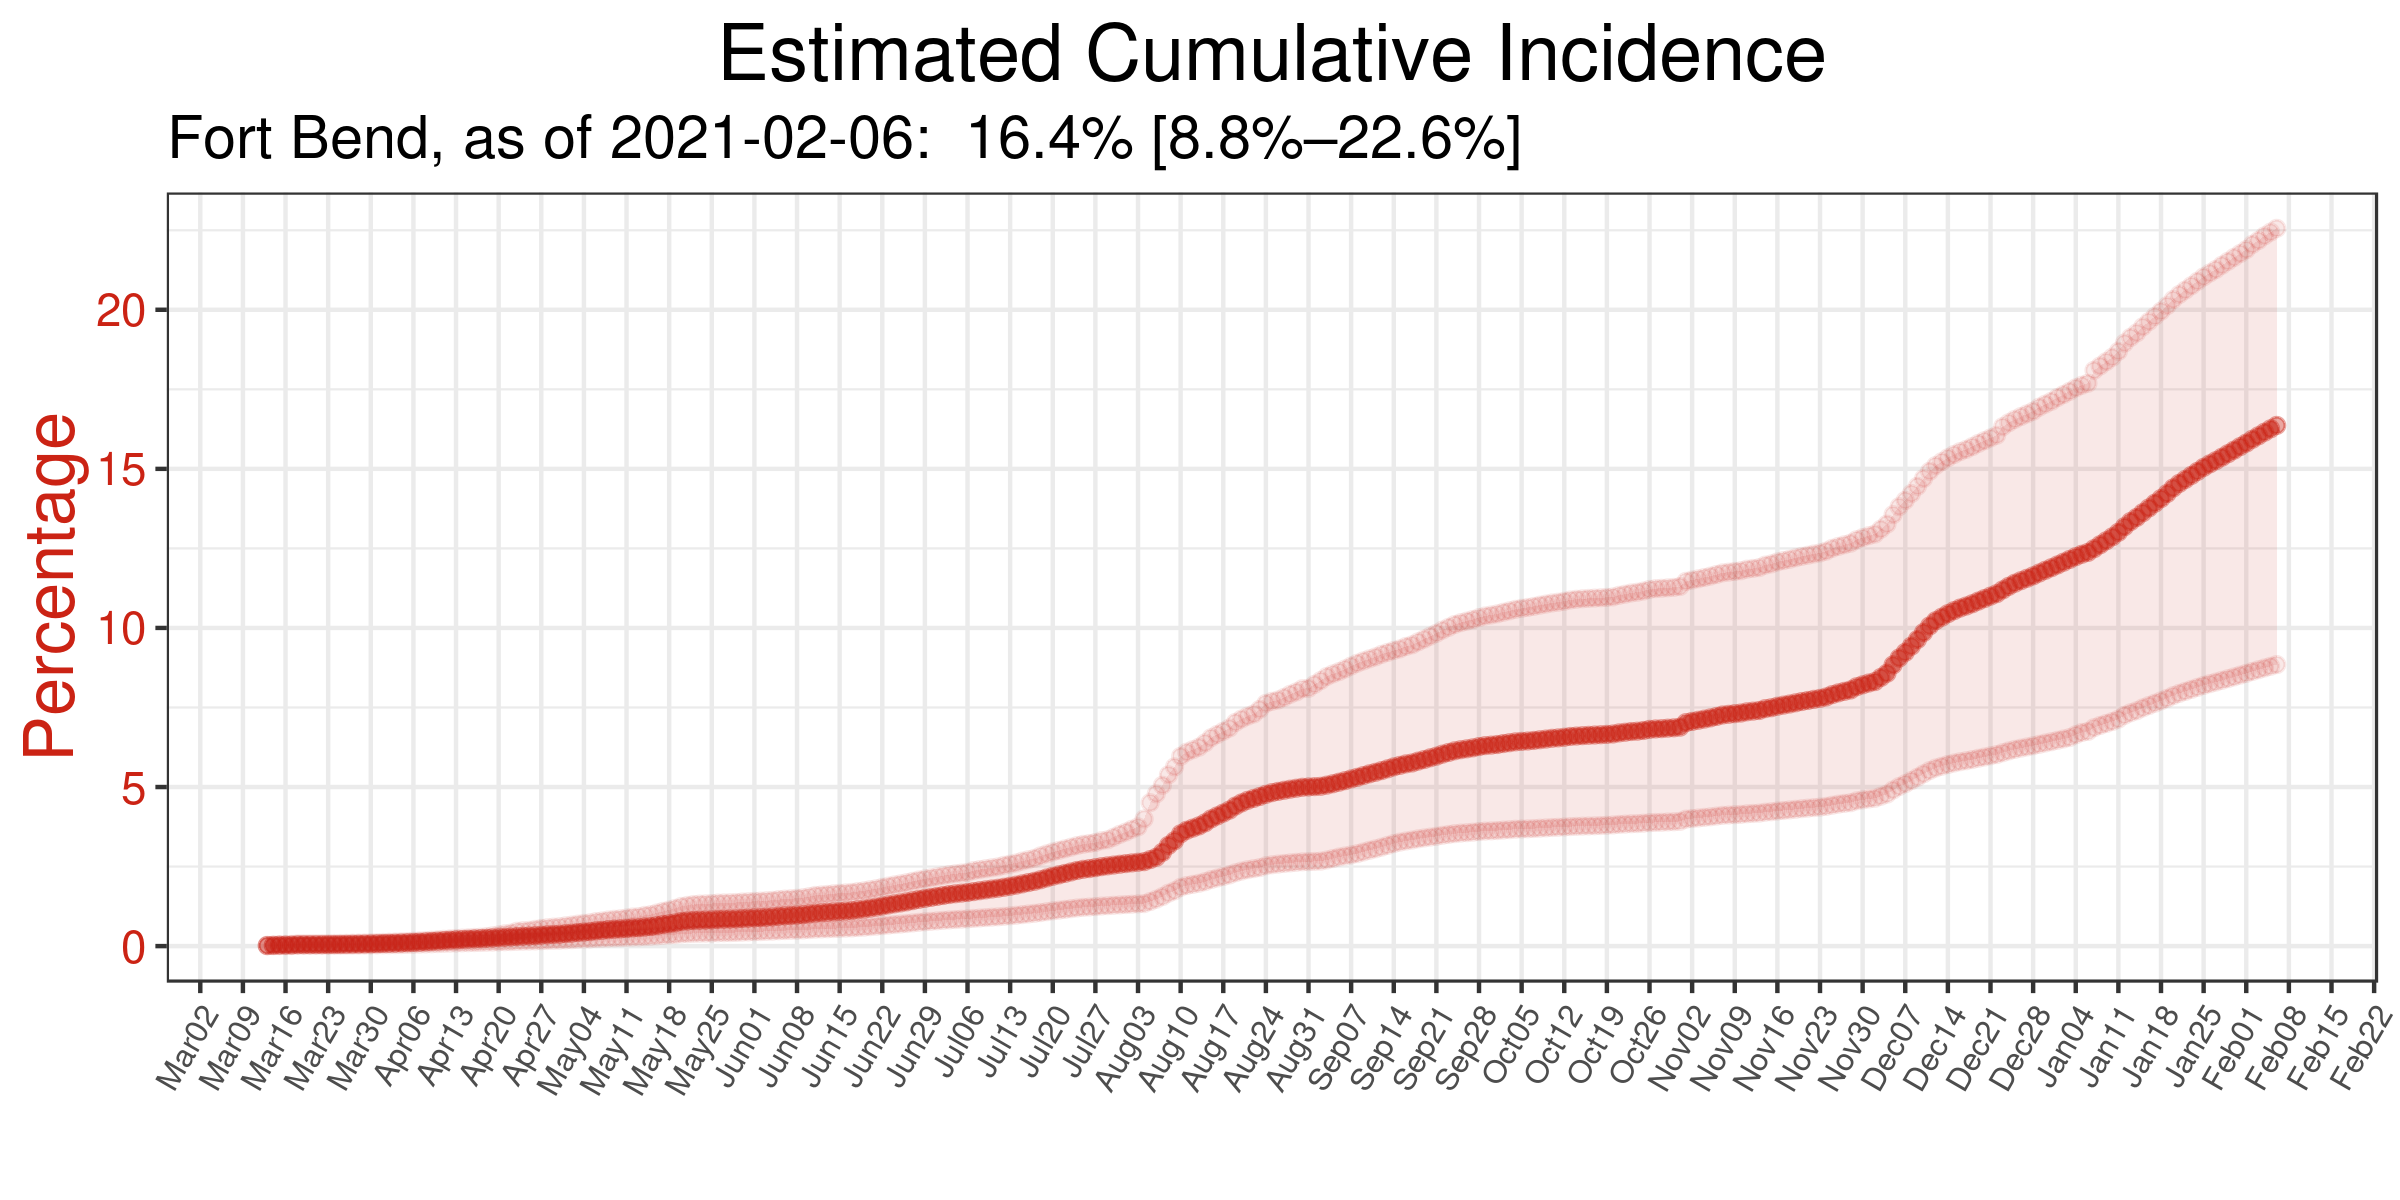 Estimated Cumulative Incidence
Fort Bend, as of 2021-02-06:  16.4% [8.8%–22.6%]
Percentage
20
15
10
5
0
Mar02
Mar09
Mar16
Mar23
Mar30
Apr06
Apr13
Apr20
Apr27
May04
May11
May18
May25
Jun01
Jun08
Jun15
Jun22
Jun29
Jul06
Jul13
Jul20
Jul27
Aug03
Aug10
Aug17
Aug24
Aug31
Sep07
Sep14
Sep21
Sep28
Oct05
Oct12
Oct19
Oct26
Nov02
Nov09
Nov16
Nov23
Nov30
Dec07
Dec14
Dec21
Dec28
Jan04
Jan11
Jan18
Jan25
Feb01
Feb08
Feb15
Feb22